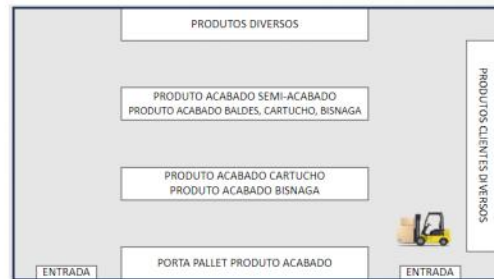 PRODUTOS DIVERSOS
PRODUTO ACABADO SEMI-ACABADO
PRODUTO ACABADO BALDES, CARTUCHO, BISNAGA
PRODUTOS CLIENTES DIVERSOS
PRODUTO ACABADO CARTUCHO
PRODUTO ACABADO BISNAGA
PORTA PALLET PRODUTO ACABADO
ENTRADA
ENTRADA